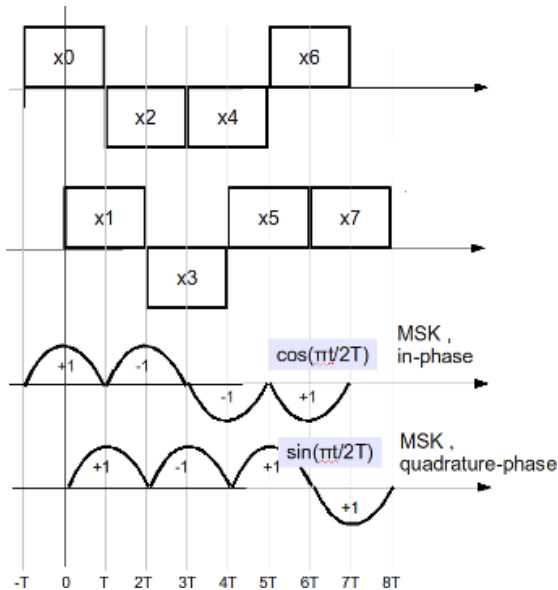 x0
x6
x2
x4
x1
x5
x7
x3
MSK ,
in-phase
cos(πt/2T)
+1
-1
-1
+1
MSK ,
quadrature-phase
sin(πt/2T)
+1
-1
+1
+1
-T 0 T 2T 3T 4T 5T 6T 7T 8T